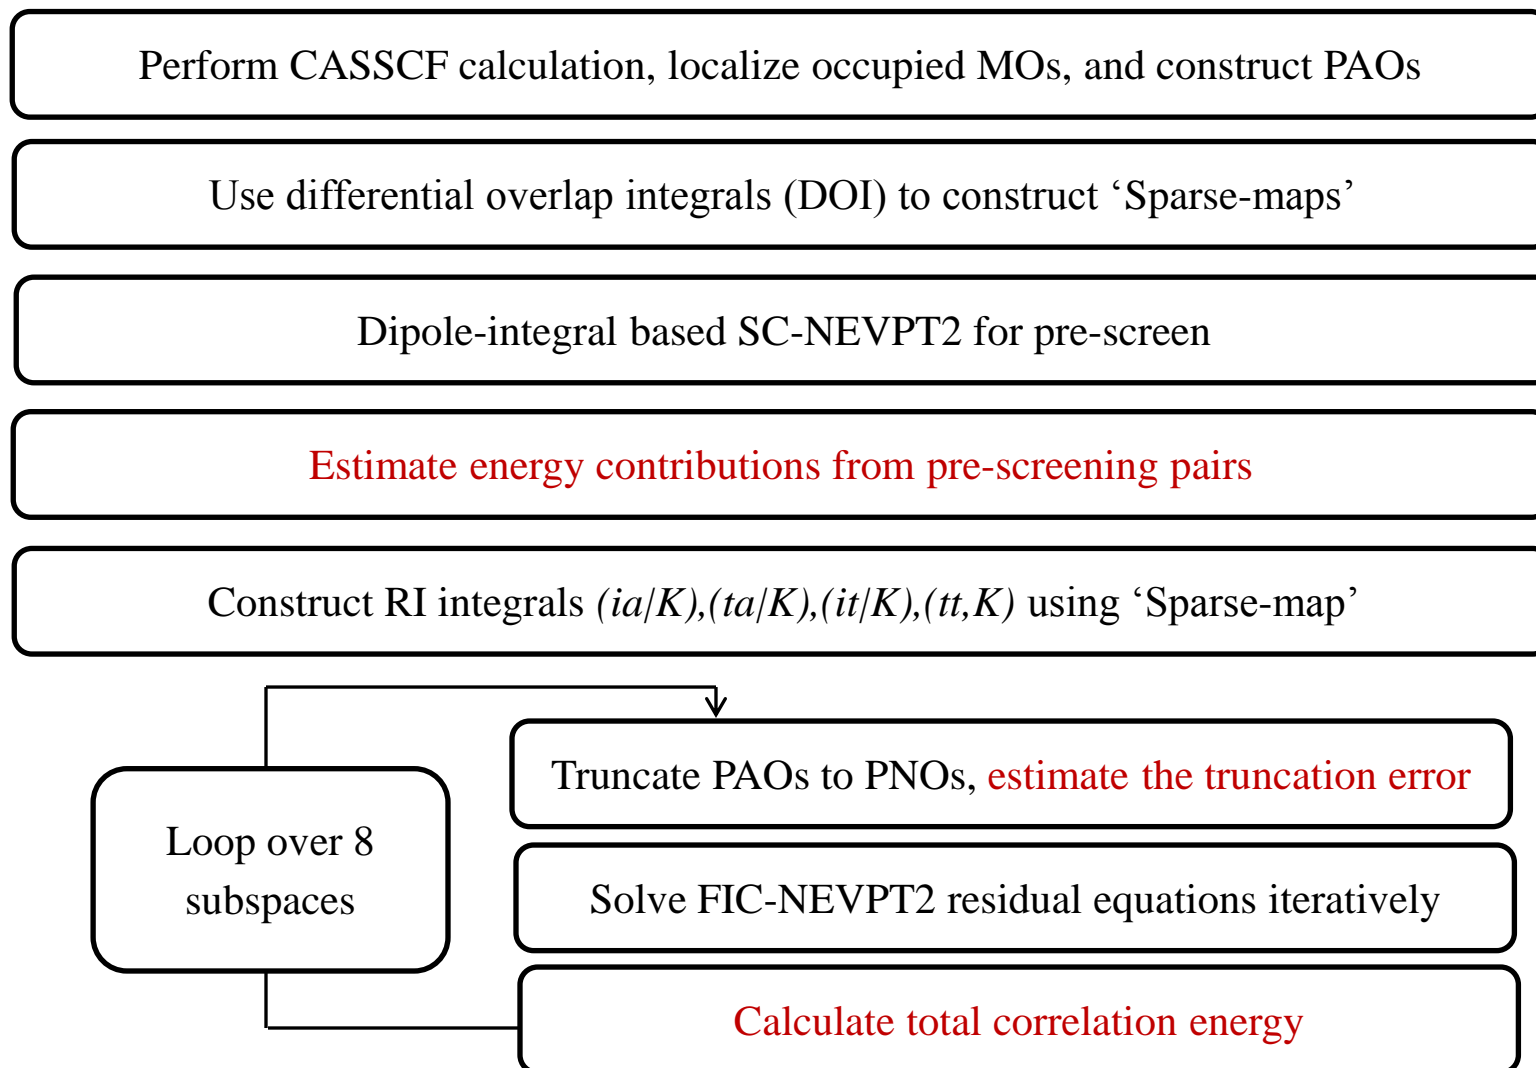 Perform CASSCF calculation, localize occupied MOs, and construct PAOs
Use differential overlap integrals (DOI) to construct ‘Sparse-maps’
Dipole-integral based SC-NEVPT2 for pre-screen
Estimate energy contributions from pre-screening pairs
Construct RI integrals (ia|K),(ta|K),(it|K),(tt,K) using ‘Sparse-map’
Truncate PAOs to PNOs, estimate the truncation error
Loop over 8
subspaces
Solve FIC-NEVPT2 residual equations iteratively
Calculate total correlation energy